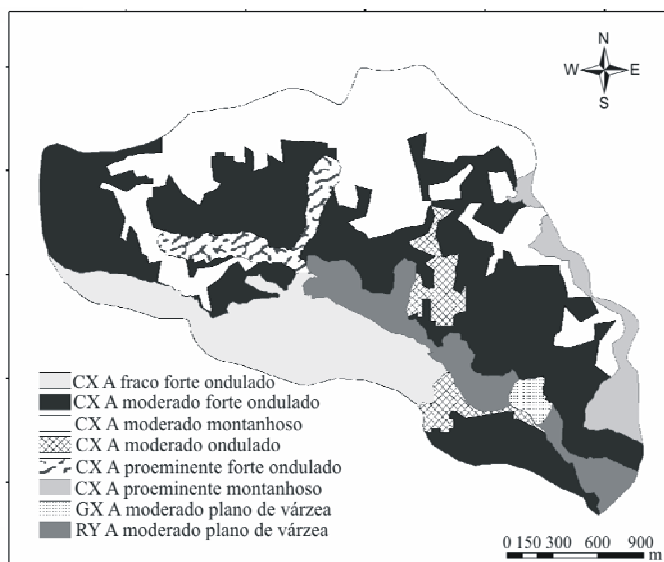 N
W E
S
CX A fraco forte ondulado
CX A moderado forte ondulado
CX A moderado montanhoso
CX A moderado ondulado
CX A proeminente forte ondulado
CX A proeminente montanhoso
GX A moderado plano de várzea
RY A moderado plano de várzea
0 150 300 600 900
m